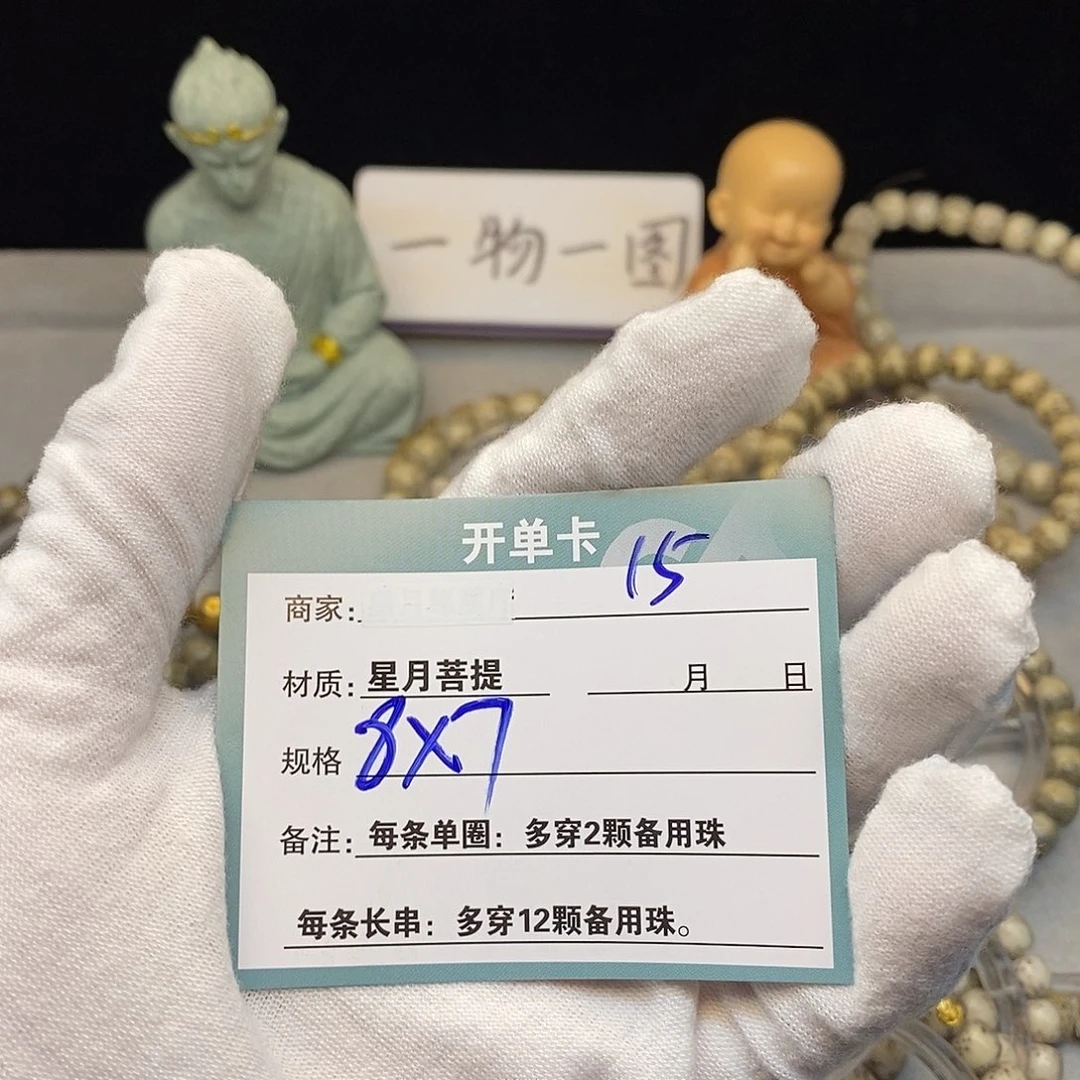 一物一图
开单卡
15
商家:
材质: 星月菩提 月 日
规格 8X7
备注: 每条单圈：多穿2颗备用珠
每条长串：多穿12颗备用珠。